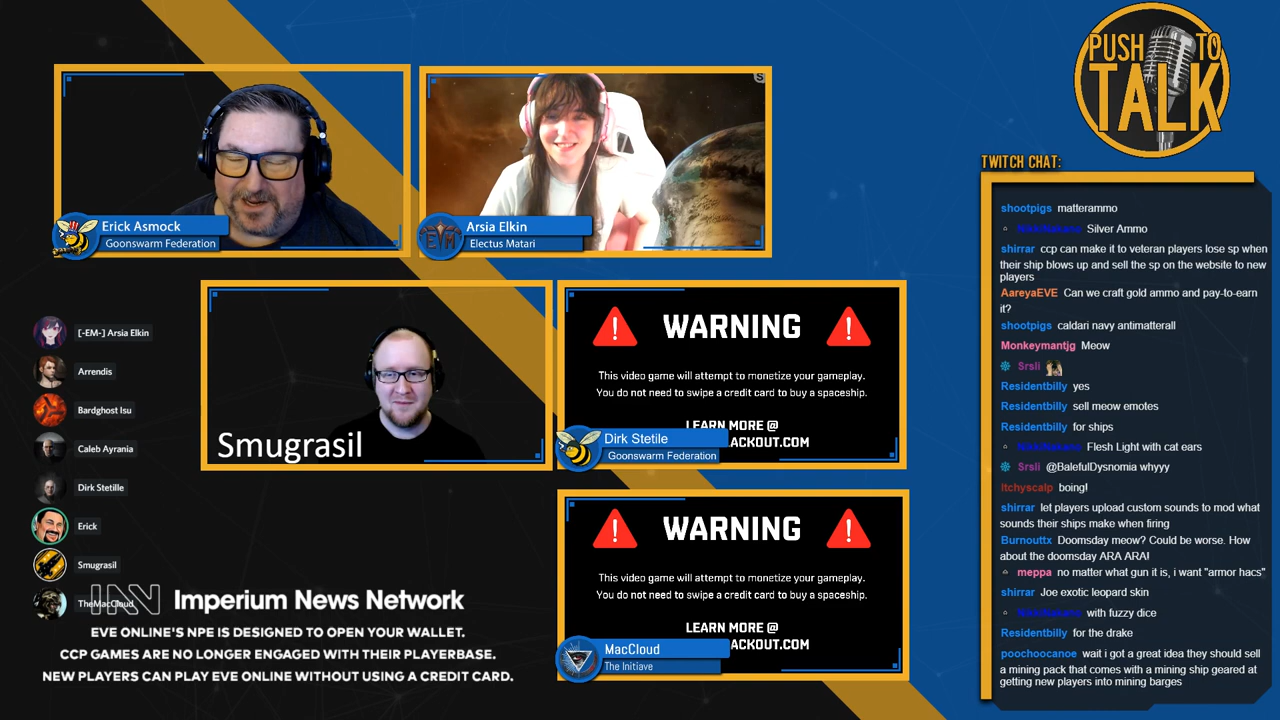 PUSH TO
TALK
Erick Asmock
Goonswarm Federation
Arsia Elkin
Electus Matari
EM
S
Smugrasil
WARNING
This video game will attempt to monetize your gameplay.
You do not need to swipe a credit card to buy a spaceship.
LEARN MORE @
ACKOUT.COM
Dirk Stetile
Goonswarm Federation
WARNING
This video game will attempt to monetize your gameplay.
You do not need to swipe a credit card to buy a spaceship.
LEARN MORE @
ACKOUT.COM
MacCloud
The Initiave
[-EM-] Arsia Elkin
Arrendis
Bardghost Isu
Caleb Ayrania
Dirk Stetille
Erick
Smugrasil
TheMacCloud
INN Imperium News Network
EVE ONLINE'S NPE IS DESIGNED TO OPEN YOUR WALLET.
CCP GAMES ARE NO LONGER ENGAGED WITH THEIR PLAYERBASE.
NEW PLAYERS CAN PLAY EVE ONLINE WITHOUT USING A CREDIT CARD.
TWITCH CHAT:
shootpigs matterammo
Silver Ammo
shirrar ccp can make it to veteran players lose sp when
their ship blows up and sell the sp on the website to new
players
AareyaEVE Can we craft gold ammo and pay-to-earn
it?
shootpigs caldari navy antimatterall
Monkeymantjg Meow
Srsli
Residentbilly yes
Residentbilly sell meow emotes
Residentbilly for ships
Flesh Light with cat ears
Srsli @BalefulDysnomia whyyy
Itchyscalp boing!
shirrar let players upload custom sounds to mod what
sounds their ships make when firing
Burnouttx Doomsday meow? Could be worse. How
about the doomsday ARA ARA!
meppa no matter what gun it is, i want "armor hacs"
shirrar Joe exotic leopard skin
with fuzzy dice
Residentbilly for the drake
poochoocanoe wait i got a great idea they should sell
a mining pack that comes with a mining ship geared at
getting new players into mining barges